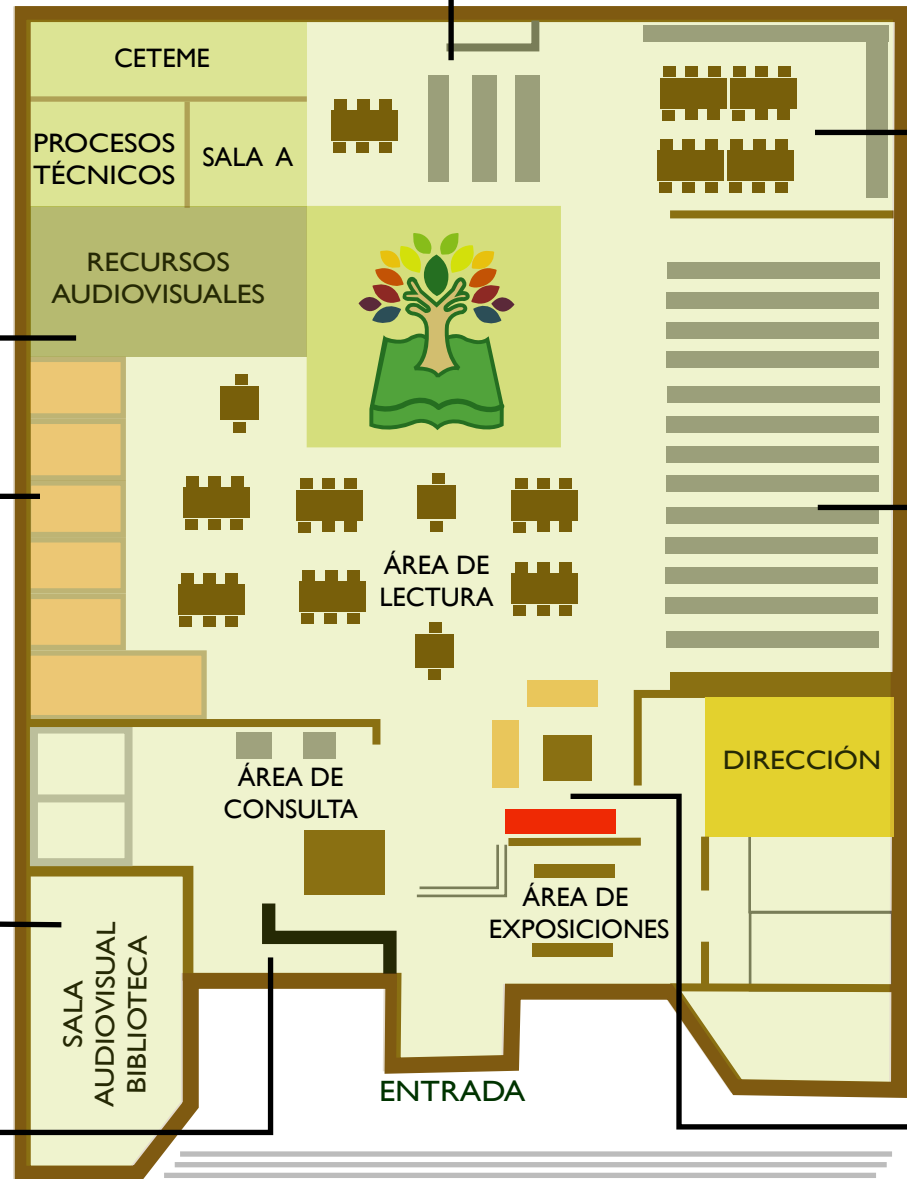 CETEME
PROCESOS
TÉCNICOS
SALA A
RECURSOS
AUDIOVISUALES
ÁREA DE
LECTURA
ÁREA DE
CONSULTA
DIRECCIÓN
ÁREA DE
EXPOSICIONES
SALA
AUDIOVISUAL
BIBLIOTECA
ENTRADA